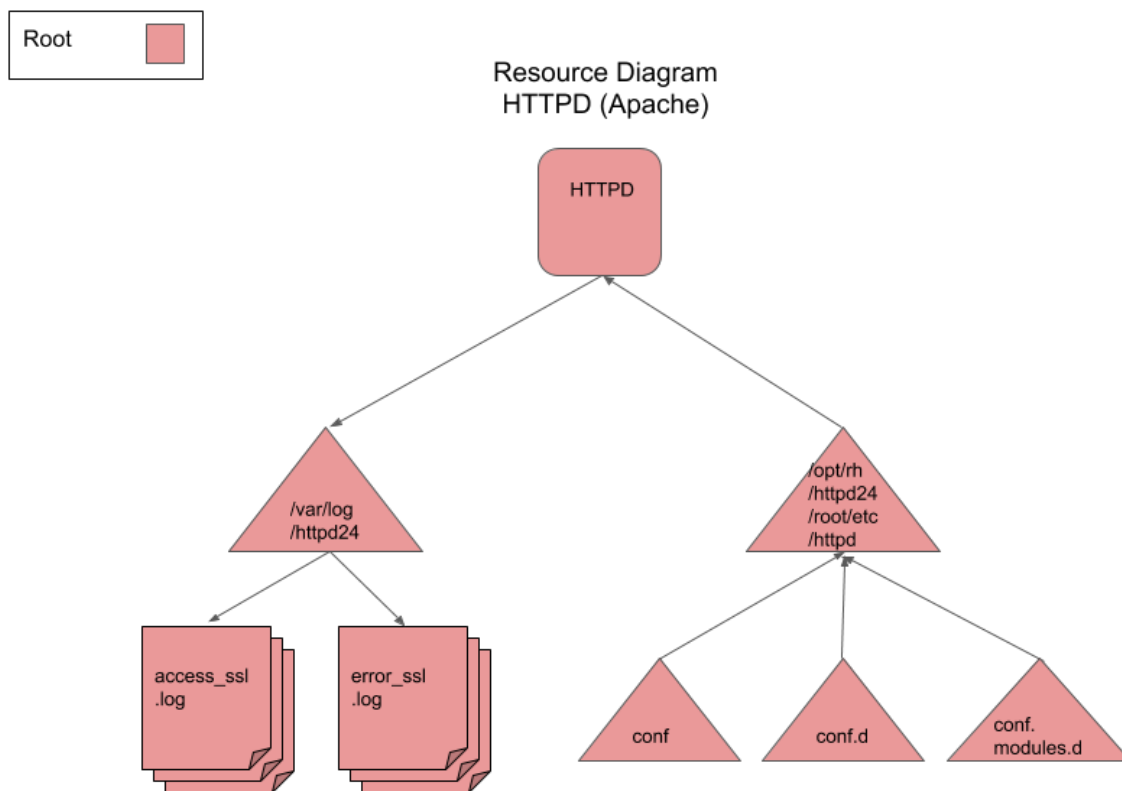 Root
Resource Diagram
HTTPD (Apache)
HTTPD
/var/log
/httpd24
/opt/rh
/httpd24
/root/etc
/httpd
access_ssl
.log
error_ssl
.log
conf
conf.d
conf.
modules.d